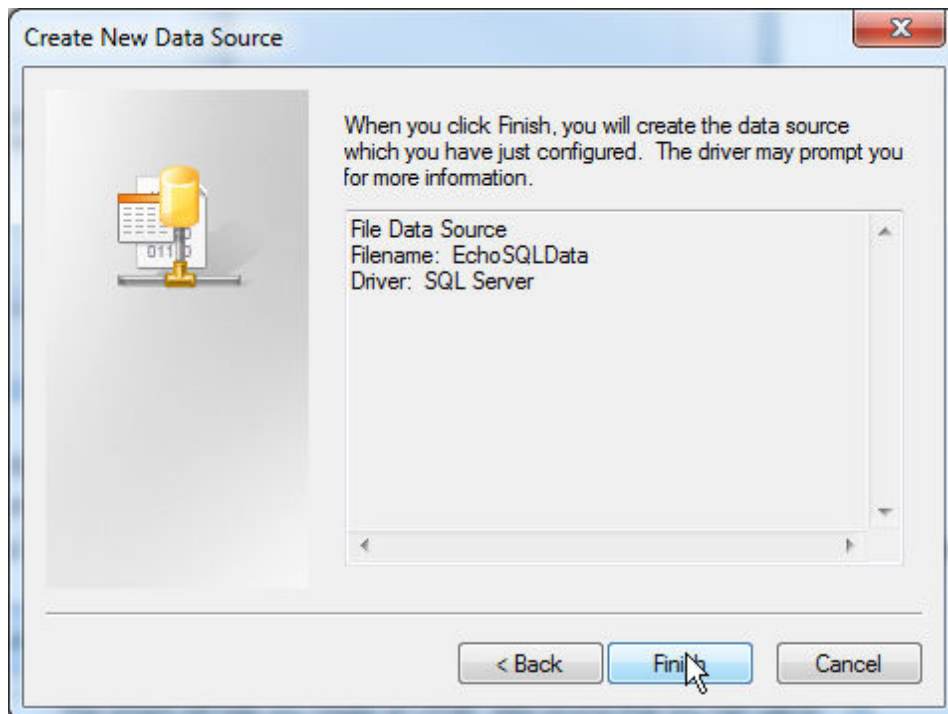 Create New Data Source
When you click Finish, you will create the data source
which you have just configured.  The driver may prompt you
for more information.
File Data Source
Filename:  EchoSQLData
Driver:  SQL Server
< Back
Finish
Cancel